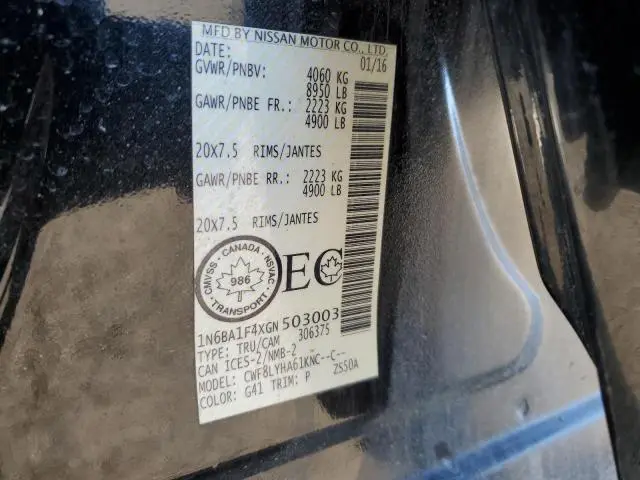 MFD BY NISSAN MOTOR CO., LTD.
DATE: 01/16
GVWR/PNBV: 4060 KG
8950 LB
GAWR/PNBE FR.: 2223 KG
4900 LB
20X7.5 RIMS/JANTES
GAWR/PNBE RR.: 2223 KG
4900 LB
20X7.5 RIMS/JANTES
CMVSS - CANADA - NSVAC
986
TRANSPORT
EC
1N6BA1F4XGN503003
306375
TYPE: TRU/CAM
CAN ICES-2/NMB-2
MODEL: CWF8LYHA61KNC--C--
COLOR: G41 TRIM: P ZS50A